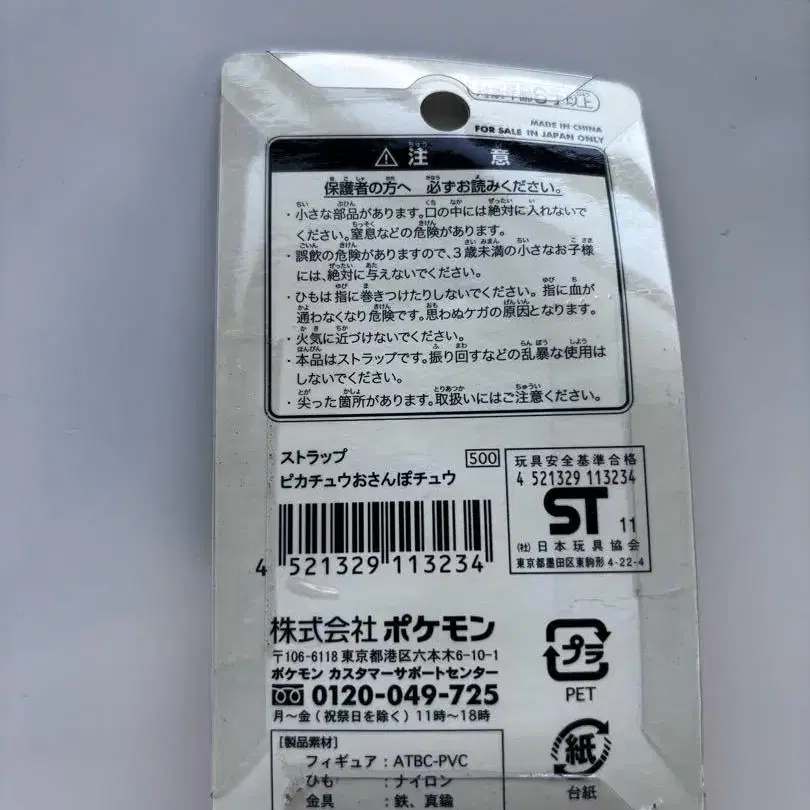 対象年齢6才以上
MADE IN CHINA
FOR SALE IN JAPAN ONLY
注意
保護者の方へ 必ずお読みください。
・小さな部品があります。口の中には絶対に入れないで
ください。窒息などの危険があります。
・誤飲の危険がありますので、3歳未満の小さなお子様
には、絶対に与えないでください。
・ひもは指に巻きつけたりしないでください。指に血が
通わなくなり危険です。思わぬケガの原因となります。
・火気に近づけないでください。
・本品はストラップです。振り回すなどの乱暴な使用は
しないでください。
・尖った箇所があります。取扱いにはご注意ください。
ストラップ 500
ピカチュウおさんぽチュウ
4 521329 113234
玩具安全基準合格
4 521329 113234
ST 11
(社)日本玩具協会
東京都墨田区東駒形4-22-4
株式会社 ポケモン
〒106-6118 東京都港区六本木6-10-1
ポケモン カスタマーサポートセンター
0120-049-725
月〜金(祝祭日を除く)11時〜18時
プラ
PET
紙
台紙
[製品素材]
フィギュア:ATBC-PVC
ひも:ナイロン
金具:鉄、真鍮